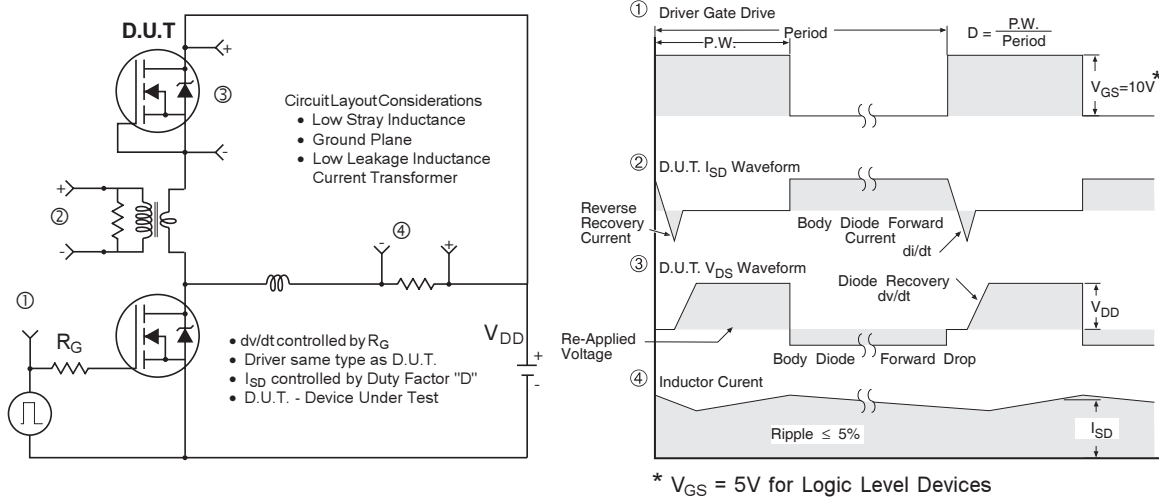 D.U.T
+
③
-
Circuit Layout Considerations
• Low Stray Inductance
• Ground Plane
• Low Leakage Inductance
Current Transformer
+
②
-
④
- +
①
R_G
V_DD
+
-
• dv/dt controlled by R_G
• Driver same type as D.U.T.
• I_SD controlled by Duty Factor "D"
• D.U.T. - Device Under Test
① Driver Gate Drive
Period
P.W.
D = P.W. / Period
V_GS=10V*
② D.U.T. I_SD Waveform
Reverse
Recovery
Current
Body Diode Forward
Current
di/dt
③ D.U.T. V_DS Waveform
Diode Recovery
dv/dt
V_DD
Re-Applied
Voltage
Body Diode Forward Drop
④ Inductor Curent
Ripple ≤ 5%
I_SD
* V_GS = 5V for Logic Level Devices